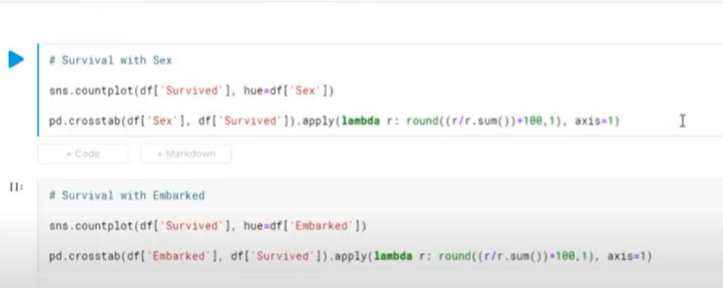 # Survival with Sex
sns.countplot(df['Survived'], hue=df['Sex'])
pd.crosstab(df['Sex'], df['Survived']).apply(lambda r: round((r/r.sum())*100,1), axis=1)
+ Code + Markdown
[]:
# Survival with Embarked
sns.countplot(df['Survived'], hue=df['Embarked'])
pd.crosstab(df['Embarked'], df['Survived']).apply(lambda r: round((r/r.sum())*100,1), axis=1)